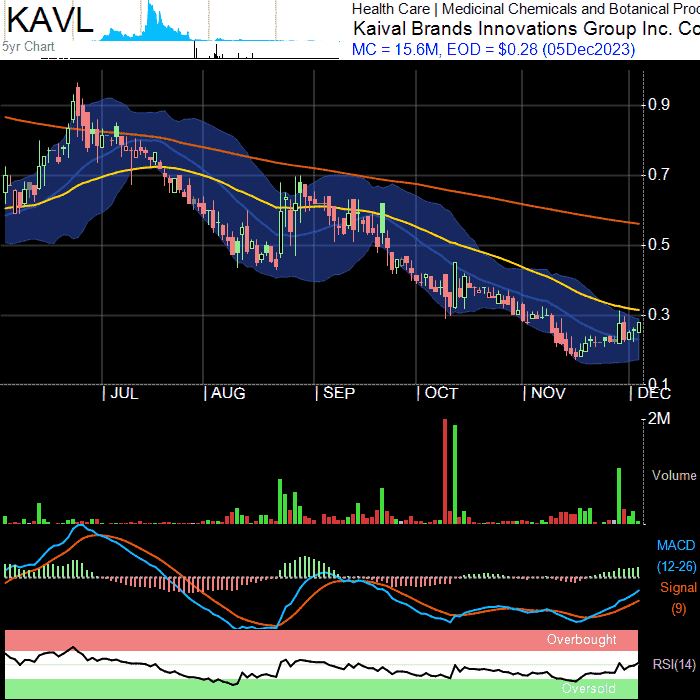 KAVL
5yr Chart
Health Care | Medicinal Chemicals and Botanical Proc
Kaival Brands Innovations Group Inc. Co
MC = 15.6M, EOD = $0.28 (05Dec2023)
0.9
0.7
0.5
0.3
0.1
JUL AUG SEP OCT NOV DEC
2M
Volume
MACD
(12-26)
Signal
(9)
Overbought
RSI(14)
Oversold